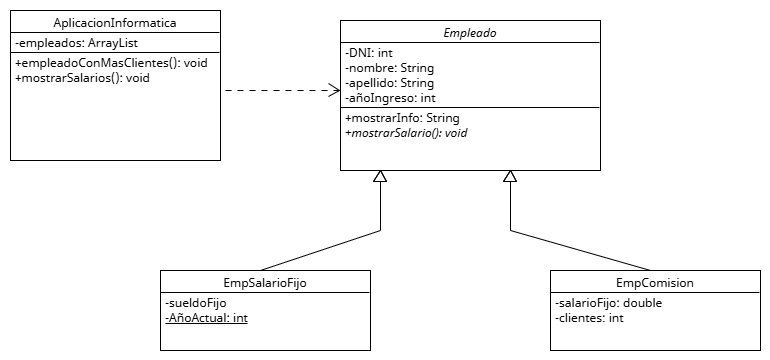 AplicacionInformatica
-empleados: ArrayList
+empleadoConMasClientes(): void
+mostrarSalarios(): void
Empleado
-DNI: int
-nombre: String
-apellido: String
-añoIngreso: int
+mostrarInfo: String
+mostrarSalario(): void
EmpSalarioFijo
-sueldoFijo
-AñoActual: int
EmpComision
-salarioFijo: double
-clientes: int